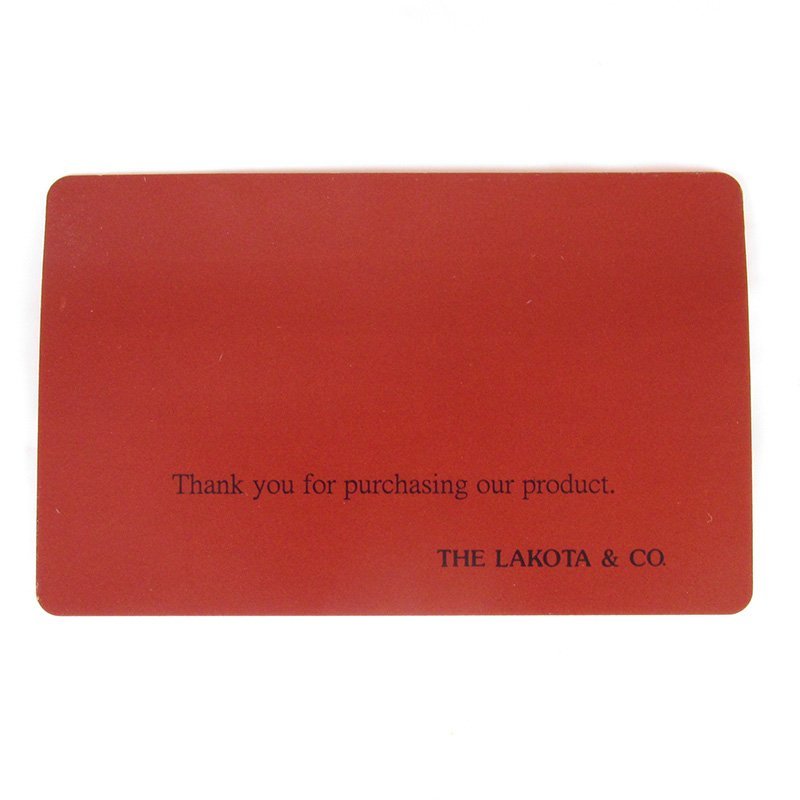 Thank you for purchasing our product.
THE LAKOTA & CO.